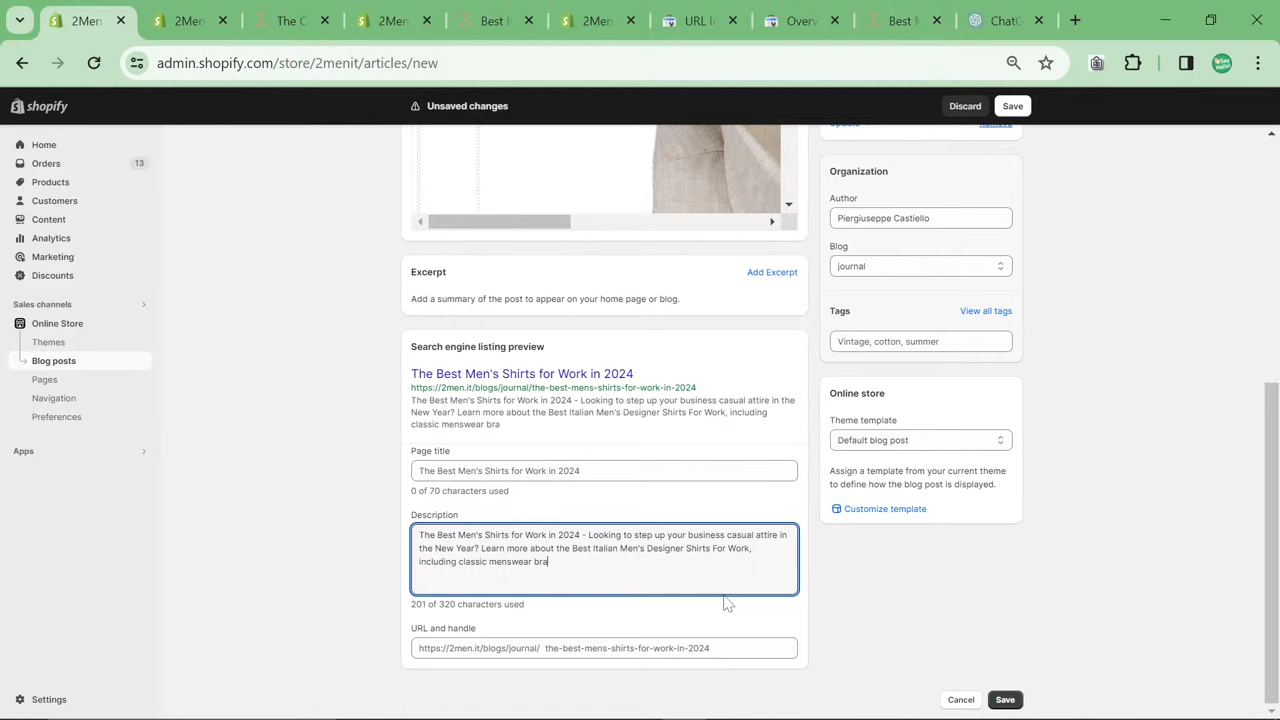 2Men
2Men
The C
2Men
Best It
2Men
URL In
Overv
Best M
ChatG
admin.shopify.com/store/2menit/articles/new
shopify
Unsaved changes
Discard
Save
Home
Orders
13
Products
Customers
Content
Analytics
Marketing
Discounts
Sales channels
Online Store
Themes
Blog posts
Pages
Navigation
Preferences
Apps
Settings
Excerpt
Add Excerpt
Add a summary of the post to appear on your home page or blog.
Search engine listing preview
The Best Men's Shirts for Work in 2024
https://2men.it/blogs/journal/the-best-mens-shirts-for-work-in-2024
The Best Men's Shirts for Work in 2024 - Looking to step up your business casual attire in the
New Year? Learn more about the Best Italian Men's Designer Shirts For Work, including
classic menswear bra
Page title
The Best Men's Shirts for Work in 2024
0 of 70 characters used
Description
The Best Men's Shirts for Work in 2024 - Looking to step up your business casual attire in
the New Year? Learn more about the Best Italian Men's Designer Shirts For Work,
including classic menswear bra
201 of 320 characters used
URL and handle
https://2men.it/blogs/journal/ the-best-mens-shirts-for-work-in-2024
Organization
Author
Piergiuseppe Castiello
Blog
journal
Tags
View all tags
Vintage, cotton, summer
Online store
Theme template
Default blog post
Assign a template from your current theme
to define how the blog post is displayed.
Customize template
Cancel
Save